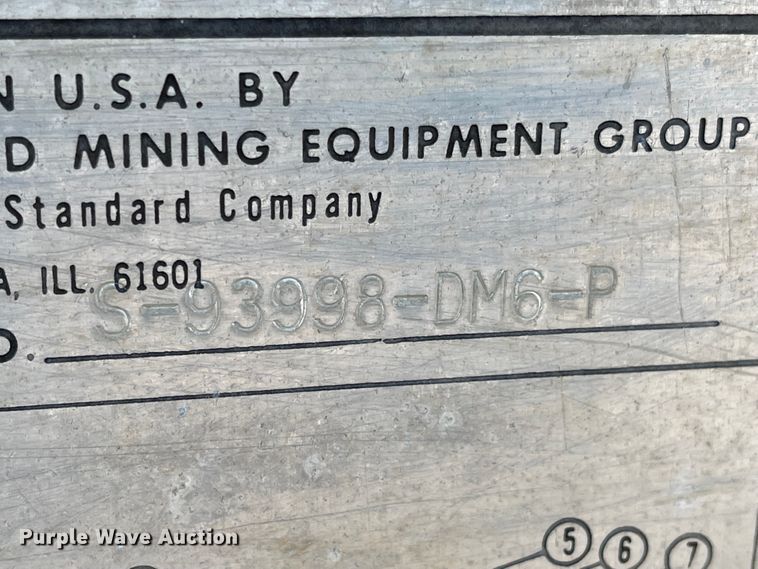 N U.S.A. BY
D MINING EQUIPMENT GROUP
Standard Company
A, ILL. 61601
S-93998-DM6-P
O.
5 6 7
Purple Wave Auction